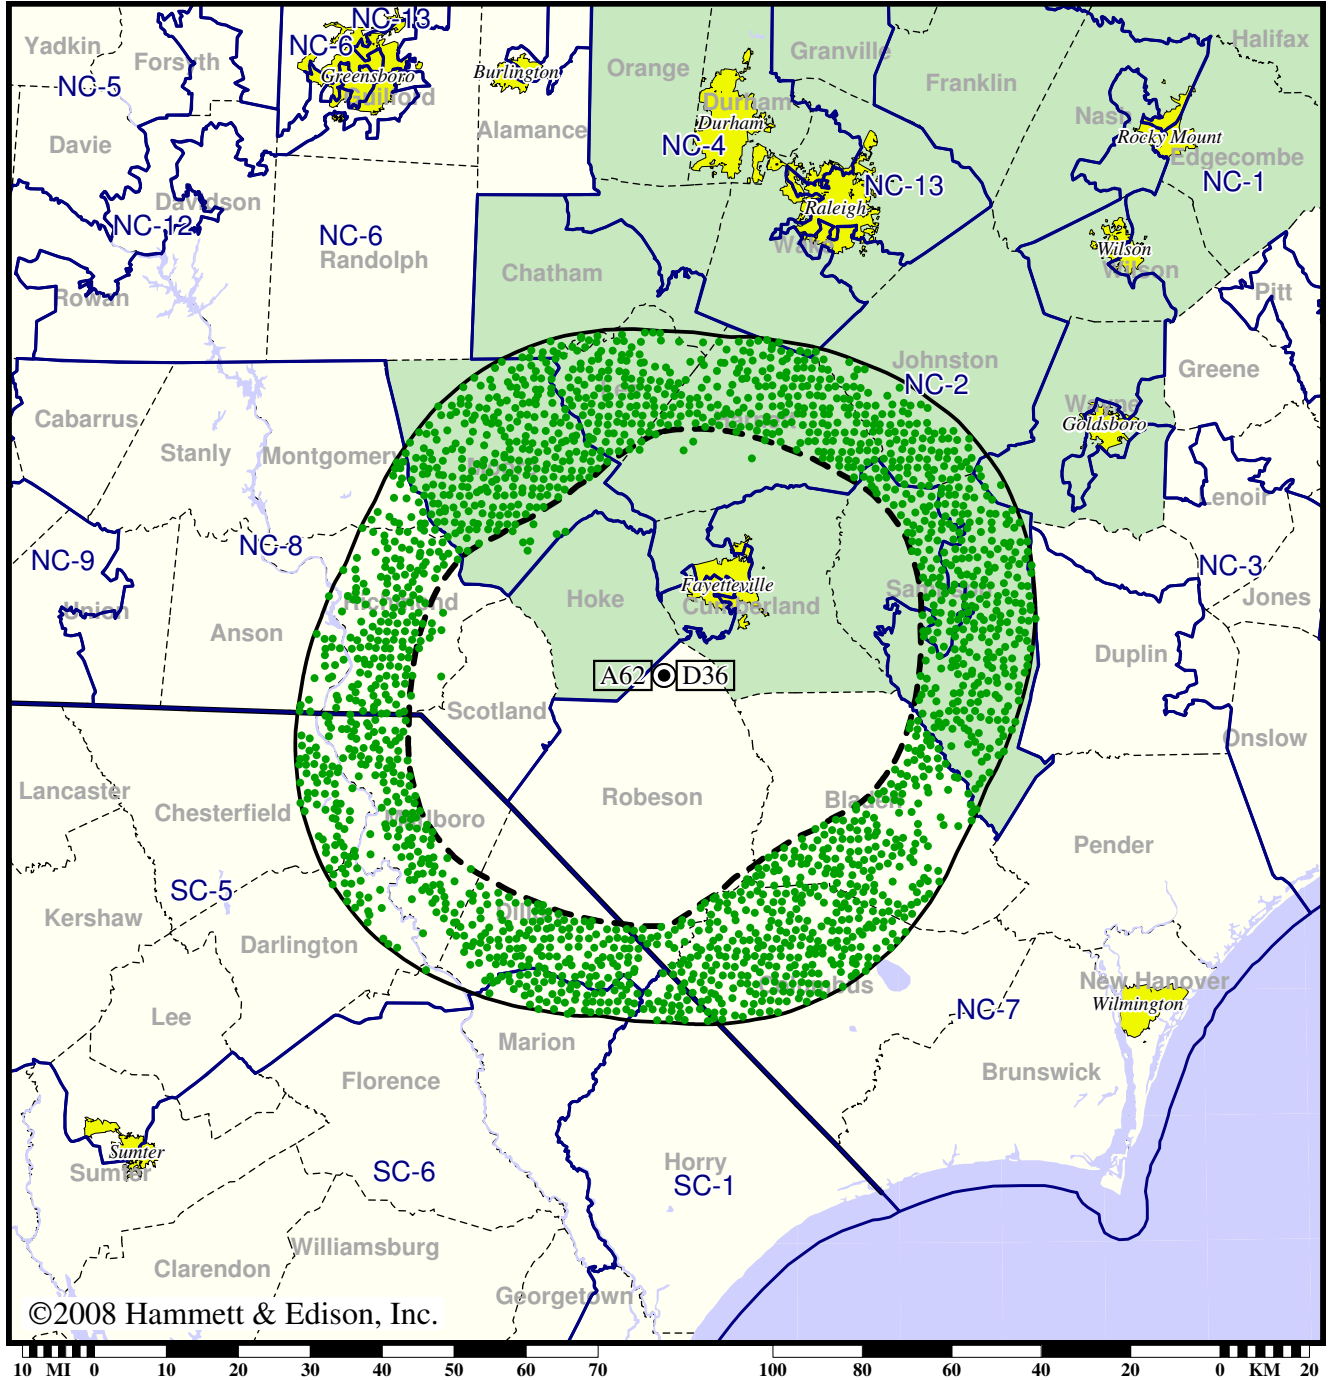 NC-13
Yadkin
Forsyth
NC-6
Granville
Halifax
Greensboro
Burlington
Orange
Franklin
NC-5
Guilford
Durham
Nash
Durham
Rocky Mount
Davie
Alamance
NC-4
Edgecombe
NC-1
NC-13
Davidson
Raleigh
NC-12
NC-6
Wake
Wilson
Randolph
Chatham
Wilson
Rowan
Pitt
Johnston
Greene
NC-2
Cabarrus
Wayne
Goldsboro
Stanly
Montgomery
Lenoir
NC-9
NC-8
NC-3
Fayetteville
Richmond
Hoke
Cumberland
Sampson
Jones
Union
Anson
Duplin
A62
D36
Scotland
Onslow
Lancaster
Robeson
Bladen
Chesterfield
Marlboro
Pender
SC-5
Kershaw
Dillon
Darlington
Columbus
New Hanover
Wilmington
NC-7
Lee
Marion
Florence
Brunswick
Sumter
Sumter
SC-6
Horry
SC-1
Williamsburg
Clarendon
Georgetown
©2008 Hammett & Edison, Inc.
10 MI 0 10 20 30 40 50 60 70 100 80 60 40 20 0 KM 20